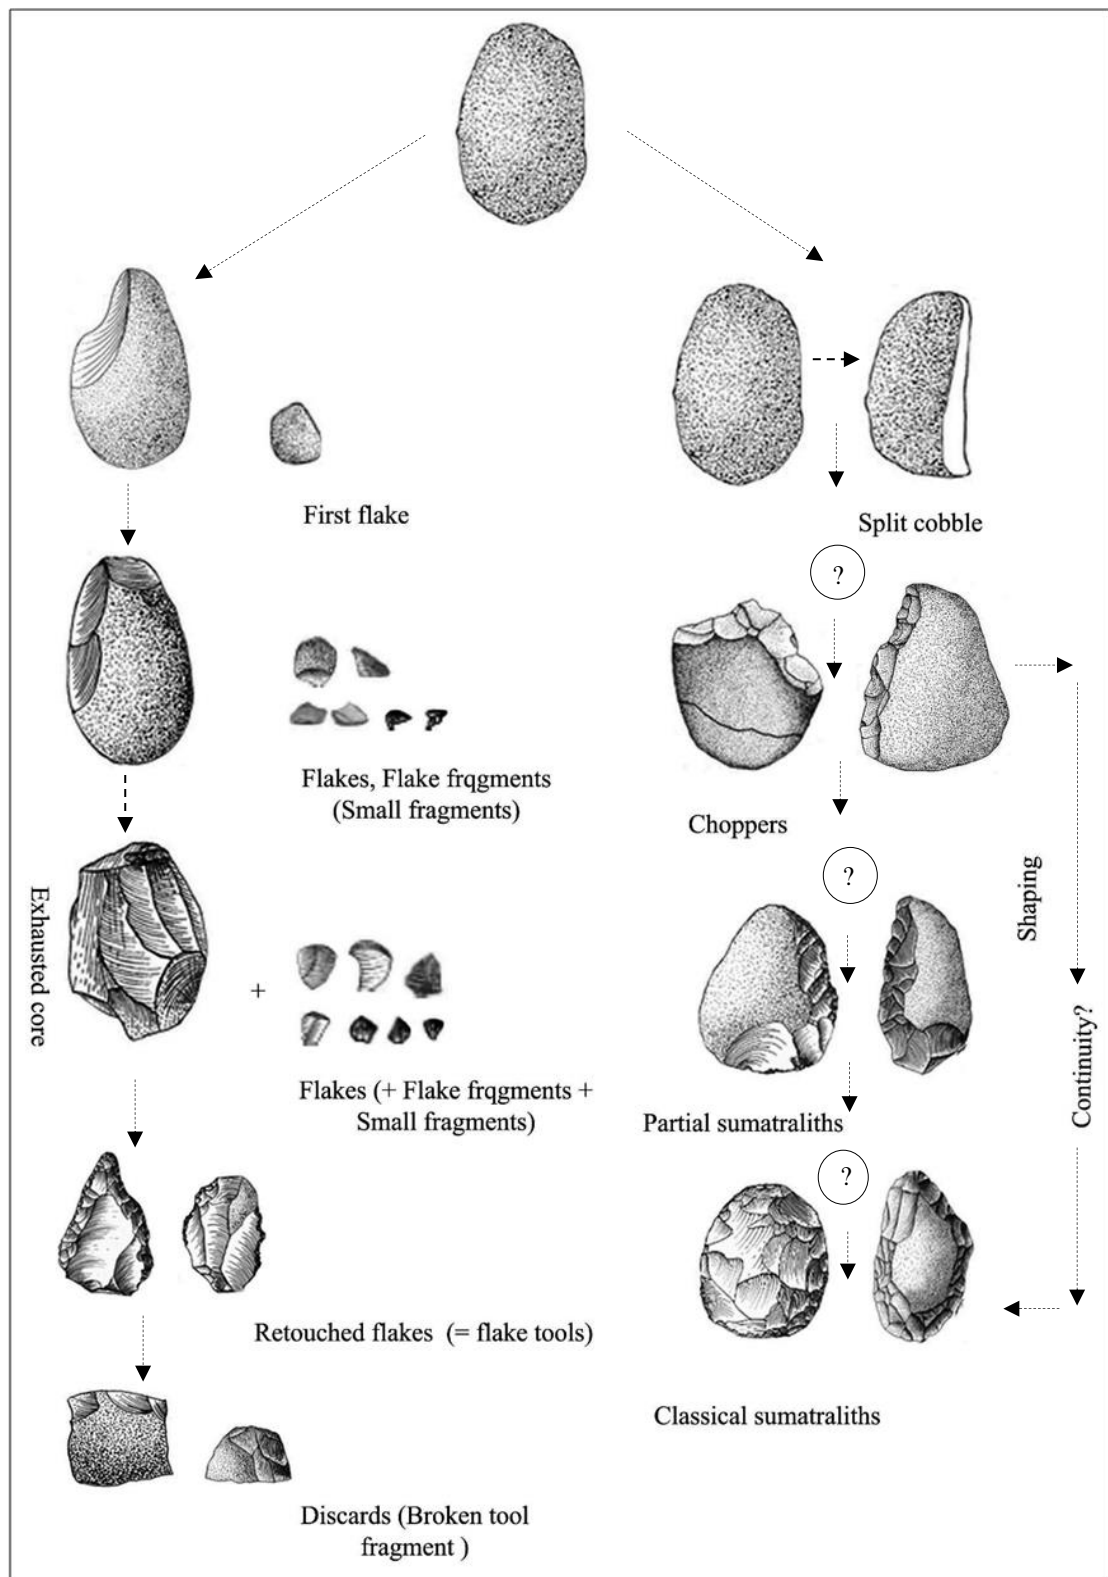 First flake
Split cobble
?
Flakes, Flake frqgments
(Small fragments)
Choppers
Exhausted core
?
Shaping
+
Flakes (+ Flake frqgments +
Small fragments)
Partial sumatraliths
Continuity?
?
Retouched flakes (= flake tools)
Classical sumatraliths
Discards (Broken tool
fragment )